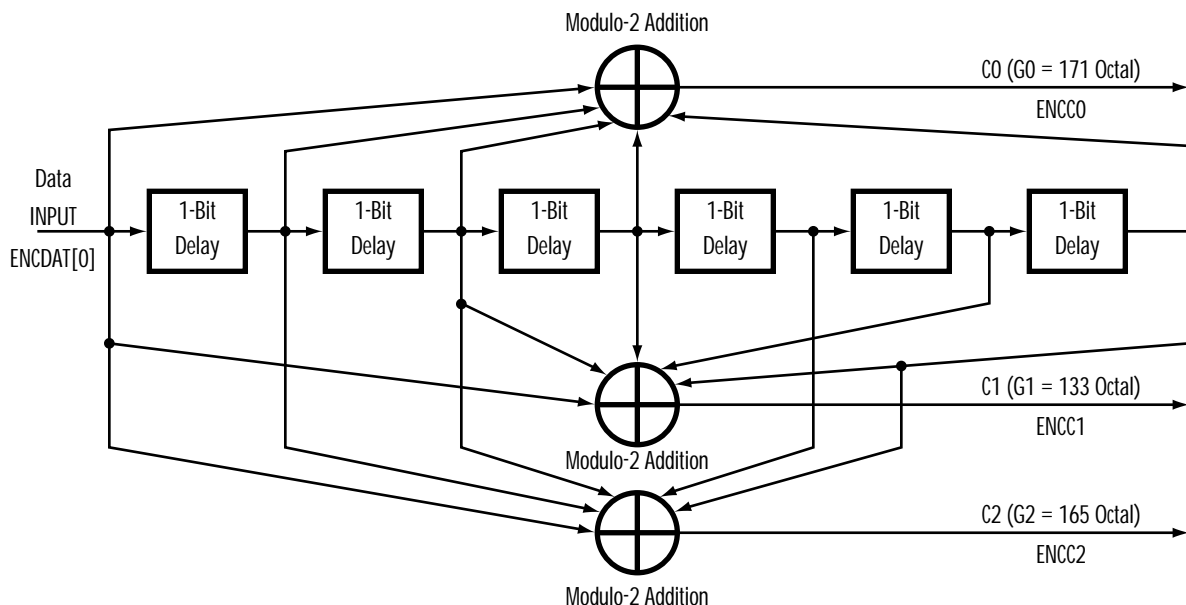 Modulo-2 Addition
C0 (G0 = 171 Octal)
ENCC0
Data
INPUT
ENCDAT[0]
1-Bit
Delay
1-Bit
Delay
1-Bit
Delay
1-Bit
Delay
1-Bit
Delay
1-Bit
Delay
C1 (G1 = 133 Octal)
ENCC1
Modulo-2 Addition
C2 (G2 = 165 Octal)
ENCC2
Modulo-2 Addition